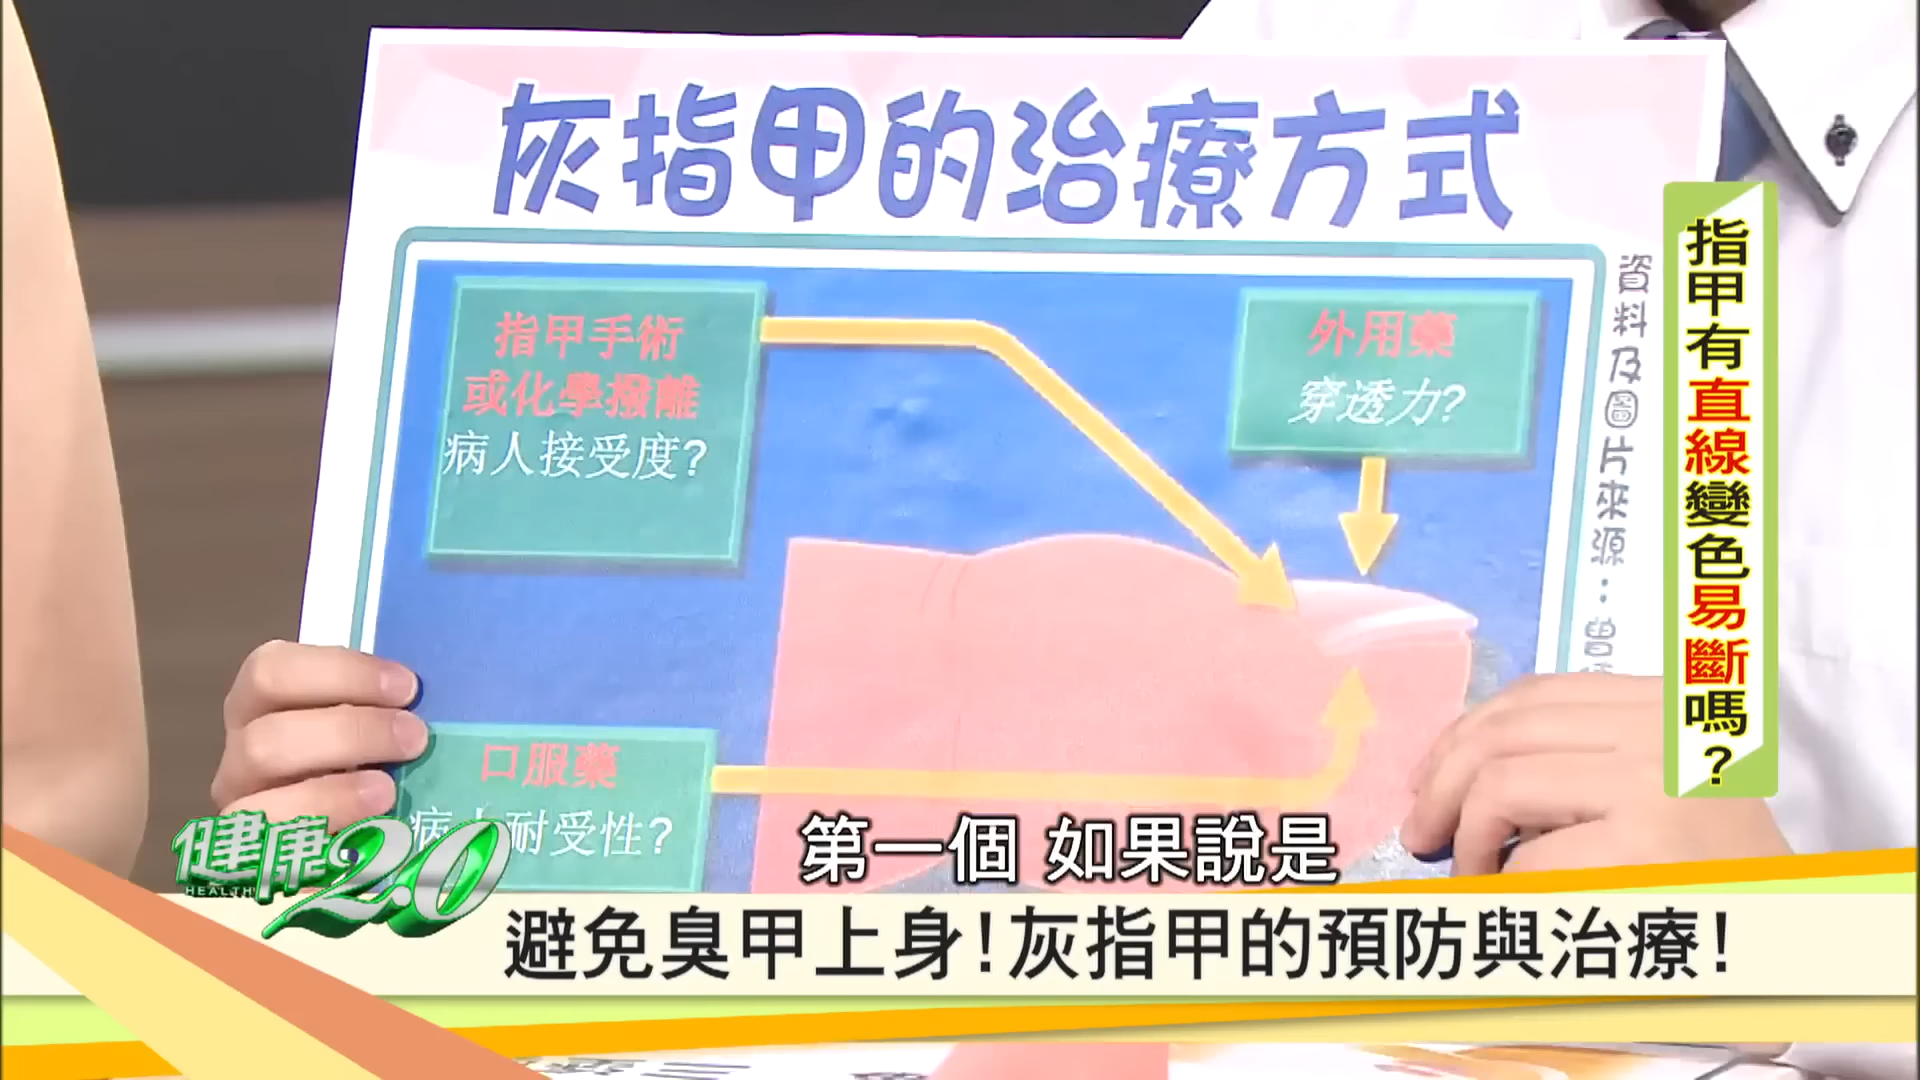 灰指甲的治療方式
指甲手術
或化學撥離
病人接受度?
外用藥
穿透力?
口服藥
病人耐受性?
資料及圖片來源：曾
指甲有直線變色易斷嗎?
第一個 如果說是
健康2.0
HEALTH
避免臭甲上身!灰指甲的預防與治療!